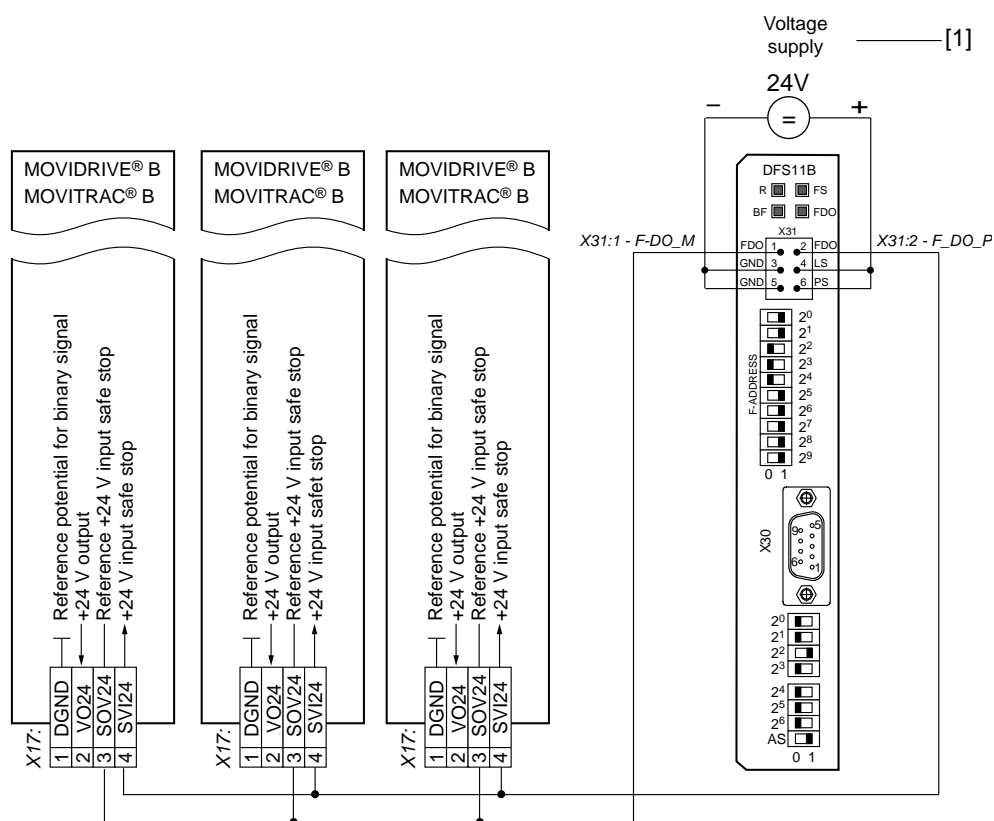 Voltage
supply
[1]
24V
–
+
=
MOVIDRIVE® B
MOVITRAC® B
MOVIDRIVE® B
MOVITRAC® B
MOVIDRIVE® B
MOVITRAC® B
DFS11B
R FS
BF FDO
X31
X31:1 - F-DO_M
FDO 1 2 FDO
X31:2 - F_DO_P
GND 3 4 LS
GND 5 6 PS
F-ADDRESS
2⁰
2¹
2²
2³
2⁴
2⁵
2⁶
2⁷
2⁸
2⁹
0 1
X30
9 5
6 1
2⁰
2¹
2²
2³
2⁴
2⁵
2⁶
AS
0 1
Reference potential for binary signal
+24 V output
Reference +24 V input safe stop
+24 V input safe stop
Reference potential for binary signal
+24 V output
Reference +24 V input safe stop
+24 V input safet stop
Reference potential for binary signal
+24 V output
Reference +24 V input safe stop
+24 V input safe stop
X17:
1 DGND
2 VO24
3 SOV24
4 SVI24
X17:
1 DGND
2 VO24
3 SOV24
4 SVI24
X17:
1 DGND
2 VO24
3 SOV24
4 SVI24